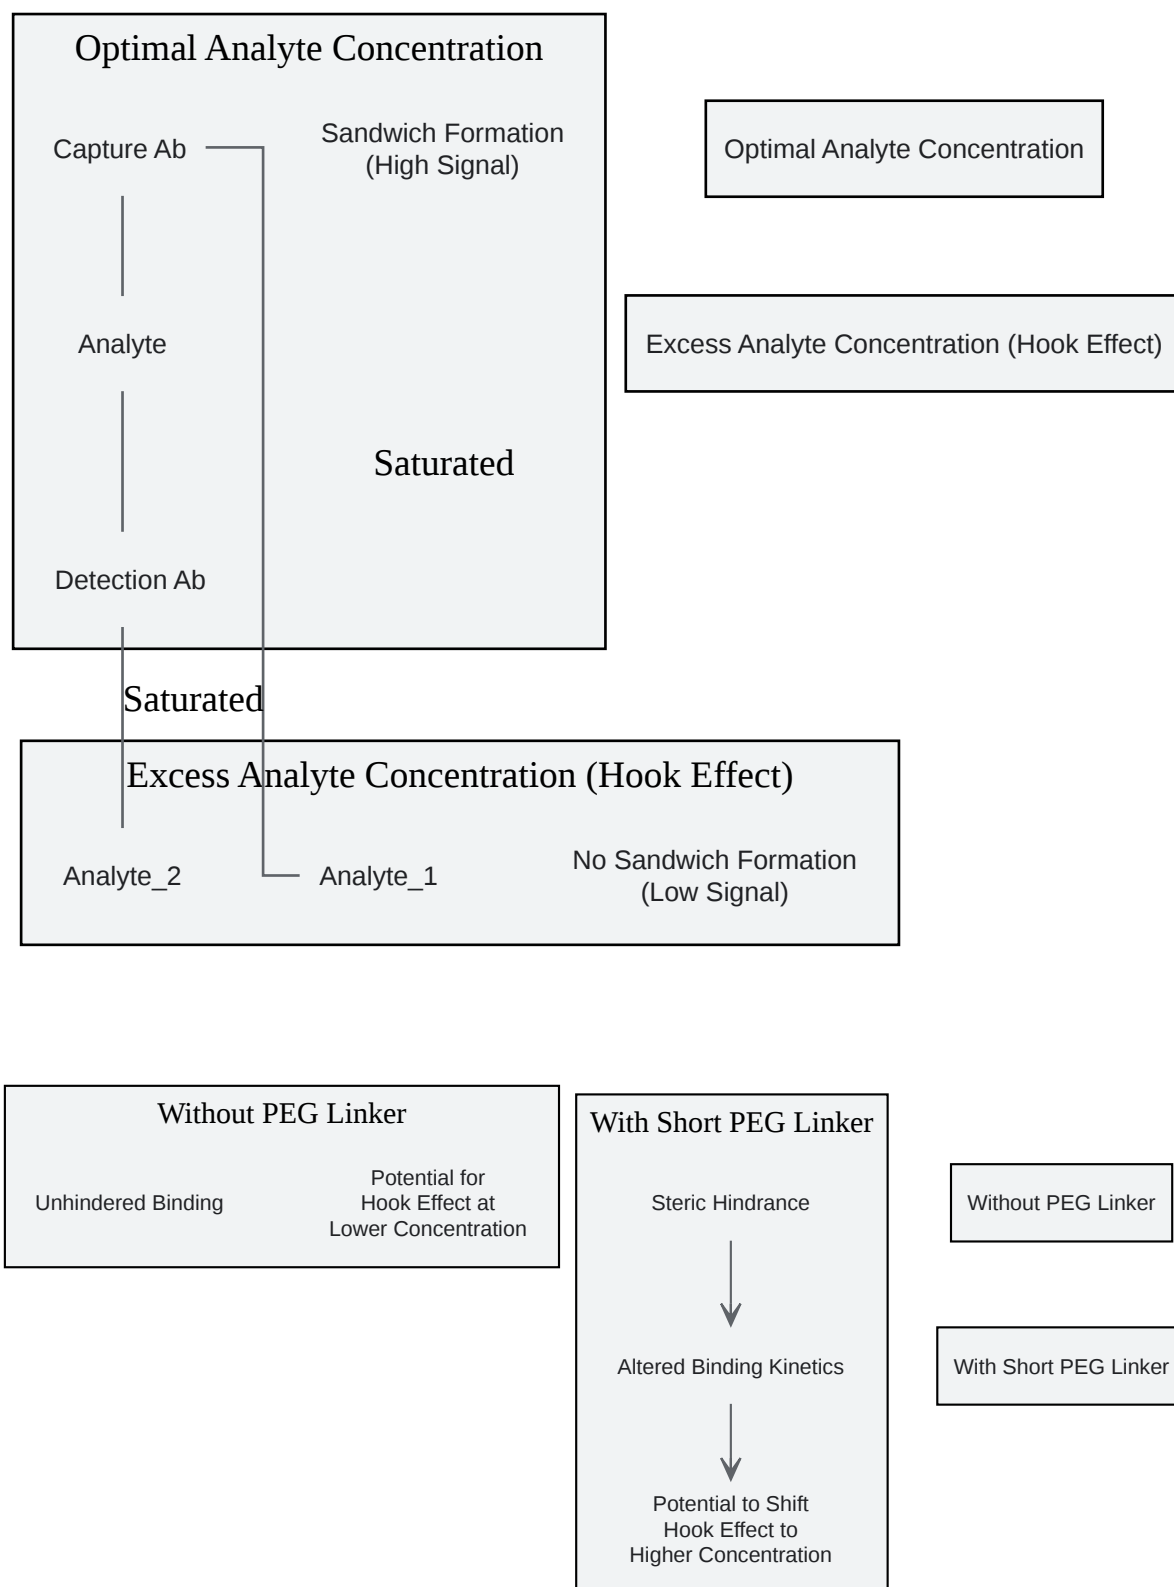 Optimal Analyte Concentration
Capture Ab
Sandwich Formation
(High Signal)
Optimal Analyte Concentration
Analyte
Excess Analyte Concentration (Hook Effect)
Saturated
Detection Ab
Saturated
Excess Analyte Concentration (Hook Effect)
Analyte_2
Analyte_1
No Sandwich Formation
(Low Signal)
Without PEG Linker
Unhindered Binding
Potential for
Hook Effect at
Lower Concentration
With Short PEG Linker
Steric Hindrance
Altered Binding Kinetics
Potential to Shift
Hook Effect to
Higher Concentration
Without PEG Linker
With Short PEG Linker